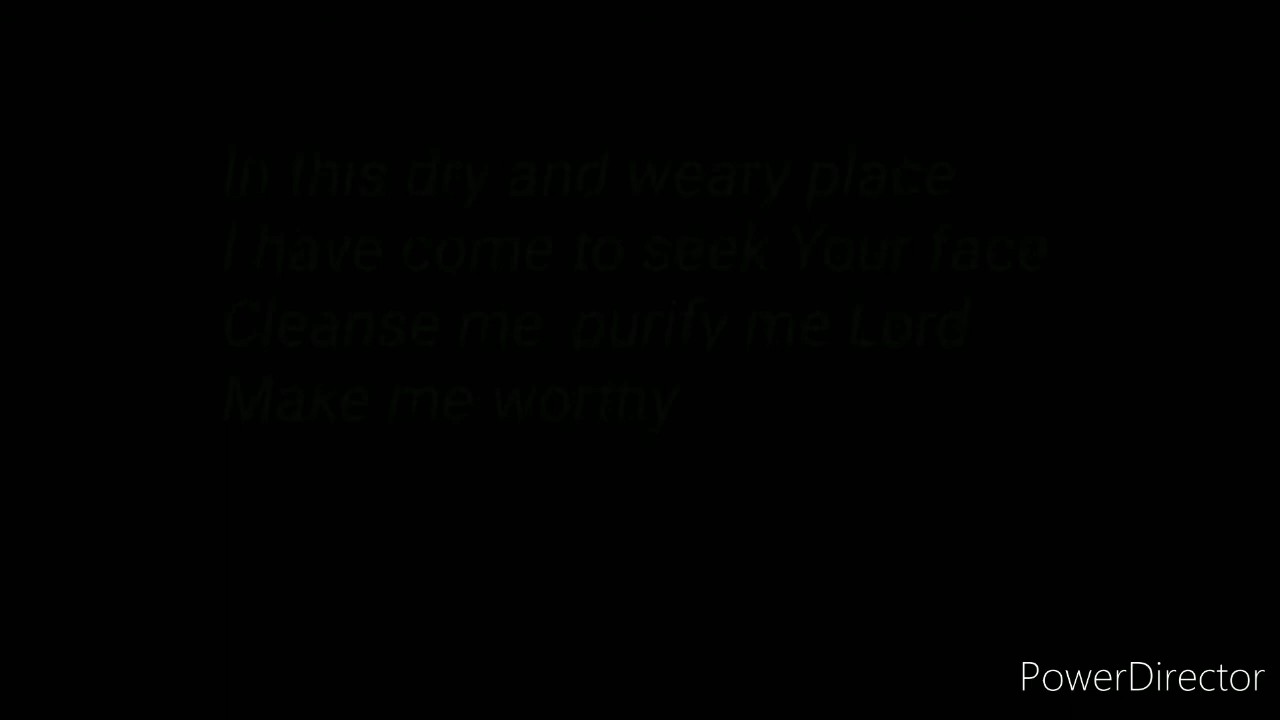 In this dry and weary place
I have come to seek Your face
Cleanse me purify me Lord
Make me worthy
PowerDirector